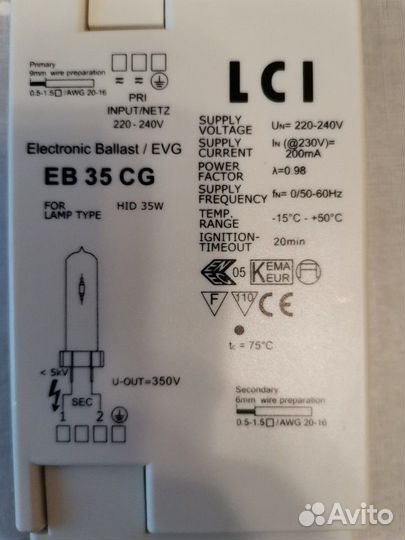 Primary
9mm wire preparation
0.5-1.5□/AWG 20-16
PRI
INPUT/NETZ
220 - 240V
LCI
Electronic Ballast / EVG
EB 35 CG
FOR LAMP TYPE
HID 35W
SUPPLY VOLTAGE
UN= 220-240V
SUPPLY CURRENT
IN (@230V)= 200mA
POWER FACTOR
λ=0.98
SUPPLY FREQUENCY
fN= 0/50-60Hz
TEMP. RANGE
-15°C - +50°C
IGNITION-TIMEOUT
20min
05
KEMA
EUR
F
110
CE
tc = 75°C
< 5kV
U-OUT=350V
1 SEC 2
Secondary
6mm wire preparation
0.5-1.5□/AWG 20-16
Avito